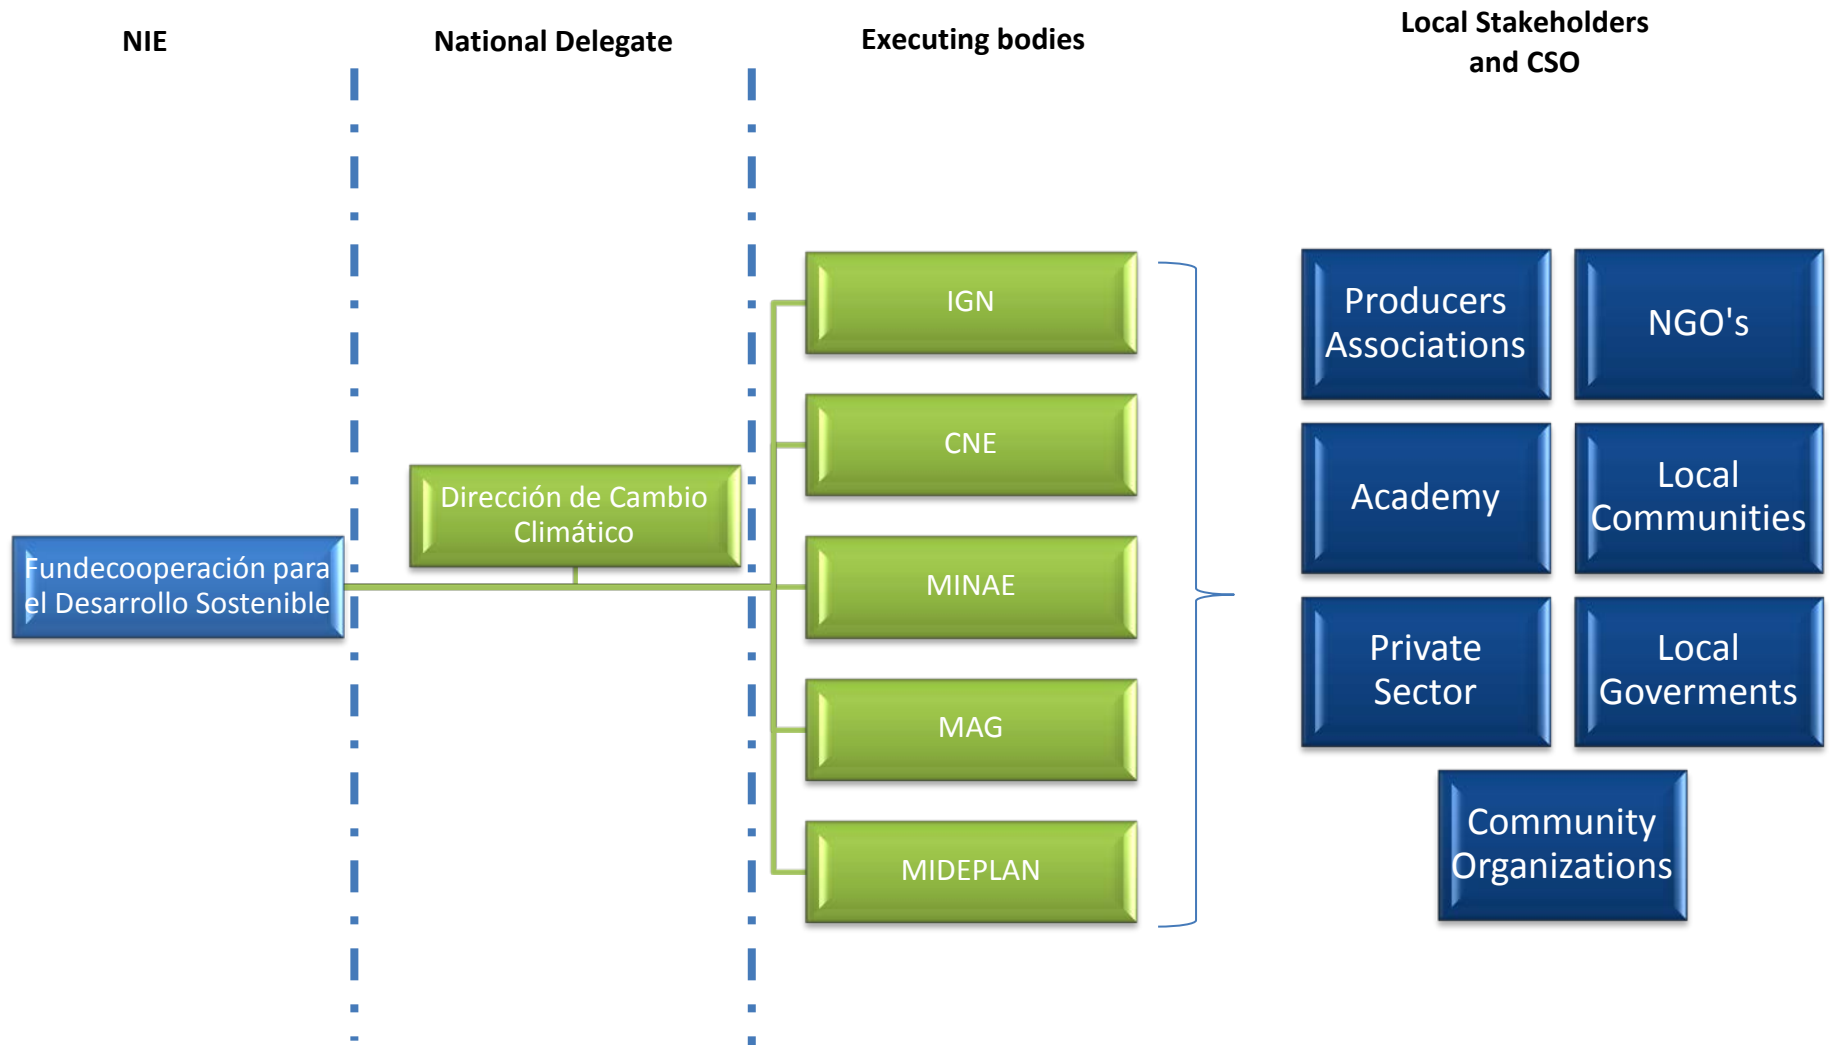 NIE
National Delegate
Executing bodies
Local Stakeholders
and CSO
Fundecooperación para
el Desarrollo Sostenible
Dirección de Cambio
Climático
IGN
CNE
MINAE
MAG
MIDEPLAN
Producers
Associations
NGO's
Academy
Local
Communities
Private
Sector
Local
Goverments
Community
Organizations